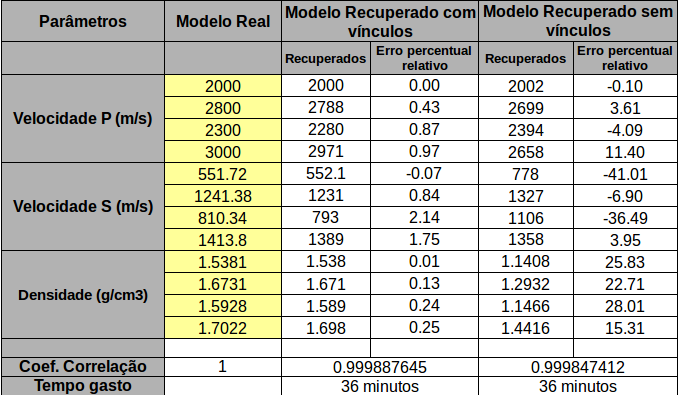 Parâmetros Modelo Real Modelo Recuperado com vínculos Modelo Recuperado sem vínculos
Recuperados Erro percentual relativo Recuperados Erro percentual relativo
Velocidade P (m/s) 2000 2000 0.00 2002 -0.10
2800 2788 0.43 2699 3.61
2300 2280 0.87 2394 -4.09
3000 2971 0.97 2658 11.40
Velocidade S (m/s) 551.72 552.1 -0.07 778 -41.01
1241.38 1231 0.84 1327 -6.90
810.34 793 2.14 1106 -36.49
1413.8 1389 1.75 1358 3.95
Densidade (g/cm3) 1.5381 1.538 0.01 1.1408 25.83
1.6731 1.671 0.13 1.2932 22.71
1.5928 1.589 0.24 1.1466 28.01
1.7022 1.698 0.25 1.4416 15.31
Coef. Correlação 1 0.999887645 0.999847412
Tempo gasto 36 minutos 36 minutos